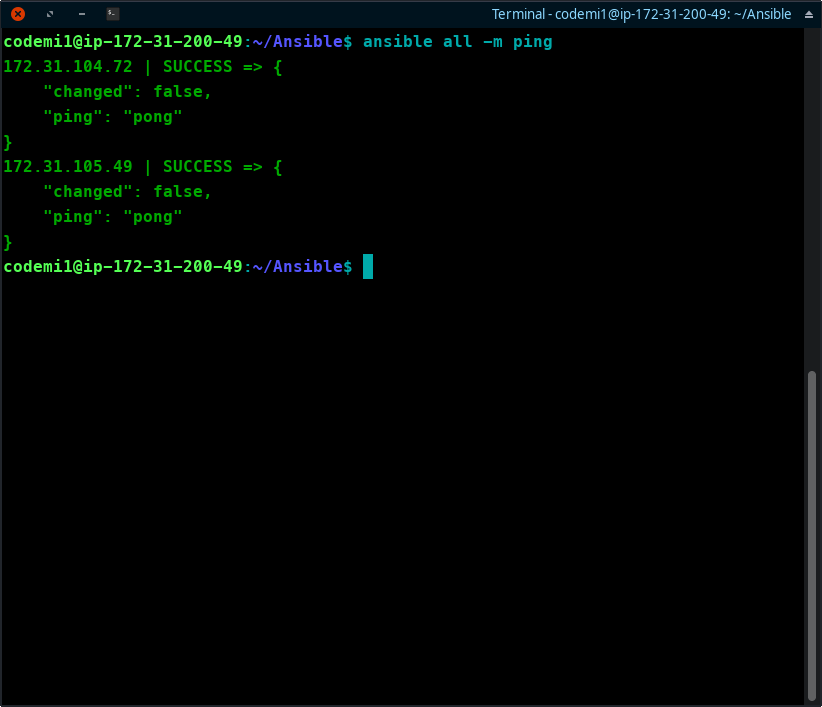 Terminal - codemi1@ip-172-31-200-49: ~/Ansible
codemi1@ip-172-31-200-49:~/Ansible$ ansible all -m ping
172.31.104.72 | SUCCESS => {
    "changed": false,
    "ping": "pong"
}
172.31.105.49 | SUCCESS => {
    "changed": false,
    "ping": "pong"
}
codemi1@ip-172-31-200-49:~/Ansible$